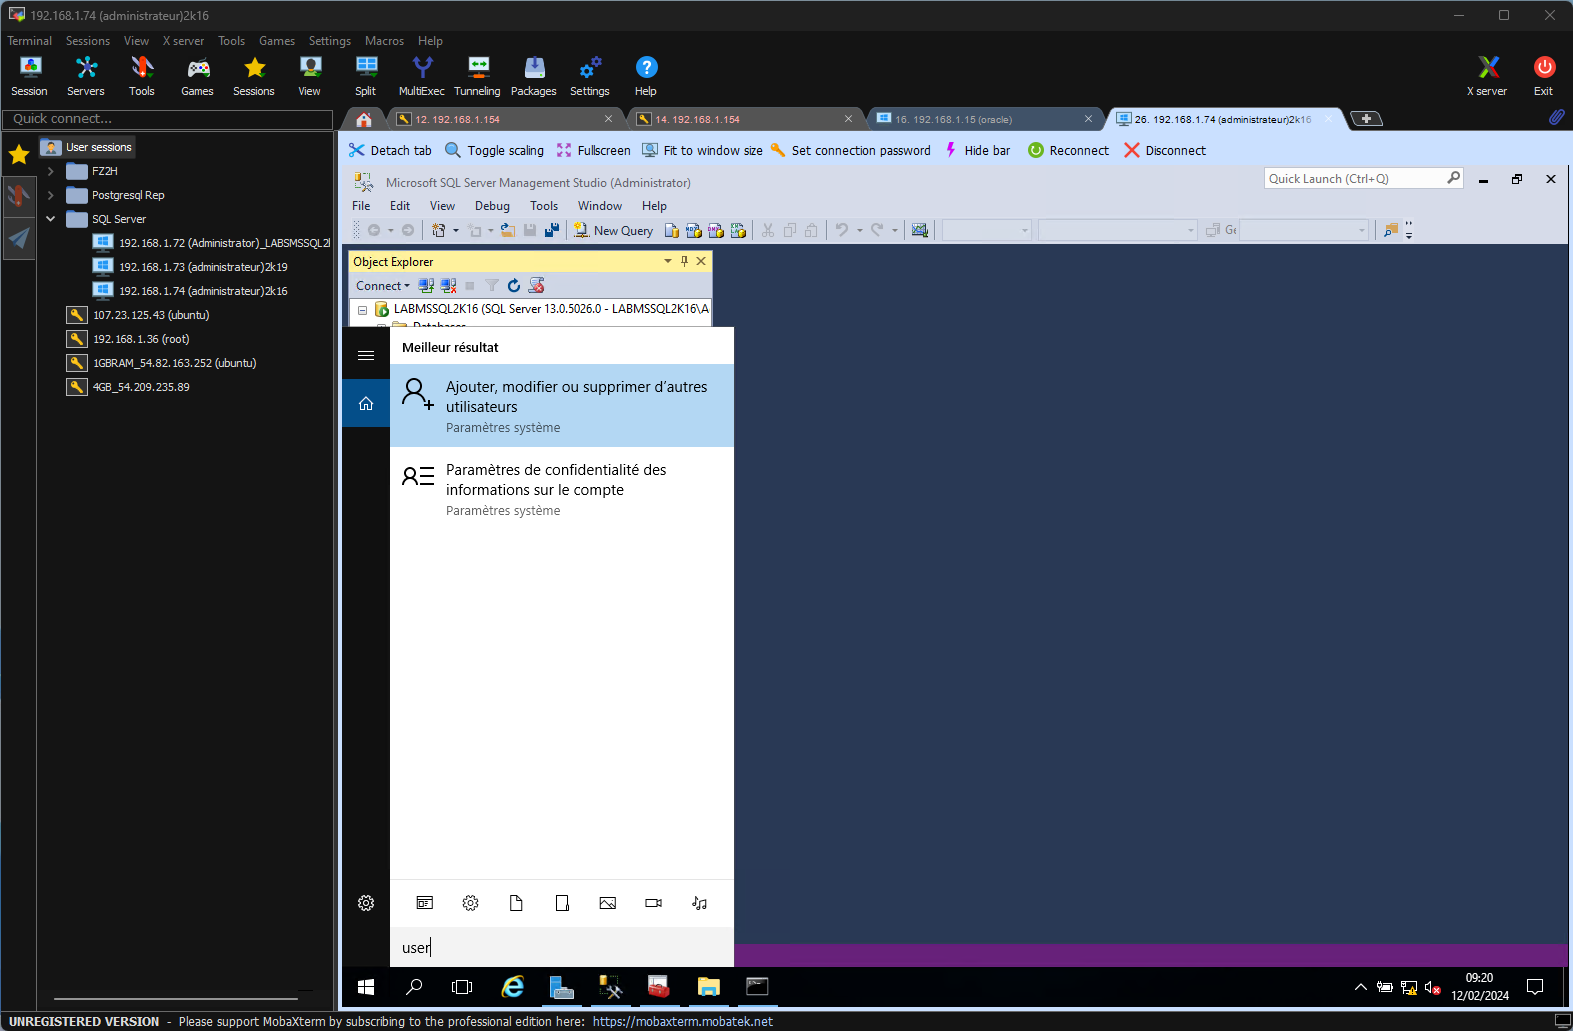 192.168.1.74 (administrateur)2k16
Terminal Sessions View X server Tools Games Settings Macros Help
Session Servers Tools Games Sessions View Split MultiExec Tunneling Packages Settings Help X server Exit
Quick connect...
12. 192.168.1.154
14. 192.168.1.154
16. 192.168.1.15 (oracle)
26. 192.168.1.74 (administrateur)2k16
User sessions
FZ2H
Postgresql Rep
SQL Server
192.168.1.72 (Administrator)_LABSMSSQL2
192.168.1.73 (administrateur)2k19
192.168.1.74 (administrateur)2k16
107.23.125.43 (ubuntu)
192.168.1.36 (root)
1GBRAM_54.82.163.252 (ubuntu)
4GB_54.209.235.89
Detach tab Toggle scaling Fullscreen Fit to window size Set connection password Hide bar Reconnect Disconnect
Microsoft SQL Server Management Studio (Administrator)
Quick Launch (Ctrl+Q)
File Edit View Debug Tools Window Help
New Query
Object Explorer
Connect
LABMSSQL2K16 (SQL Server 13.0.5026.0 - LABMSSQL2K16\A
Databases
Meilleur résultat
Ajouter, modifier ou supprimer d'autres
utilisateurs
Paramètres système
Paramètres de confidentialité des
informations sur le compte
Paramètres système
user
09:20
12/02/2024
UNREGISTERED VERSION - Please support MobaXterm by subscribing to the professional edition here: https://mobaxterm.mobatek.net